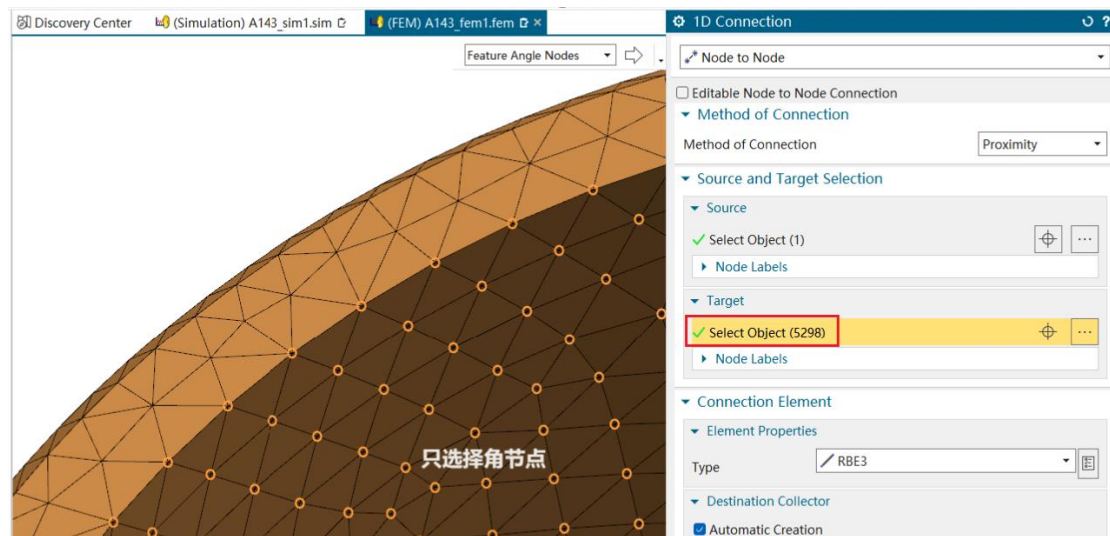 Discovery Center
(Simulation) A143_sim1.sim
(FEM) A143_fem1.fem
Feature Angle Nodes
只选择角节点
1D Connection
Node to Node
Editable Node to Node Connection
Method of Connection
Method of Connection Proximity
Source and Target Selection
Source
Select Object (1)
Node Labels
Target
Select Object (5298)
Node Labels
Connection Element
Element Properties
Type RBE3
Destination Collector
Automatic Creation